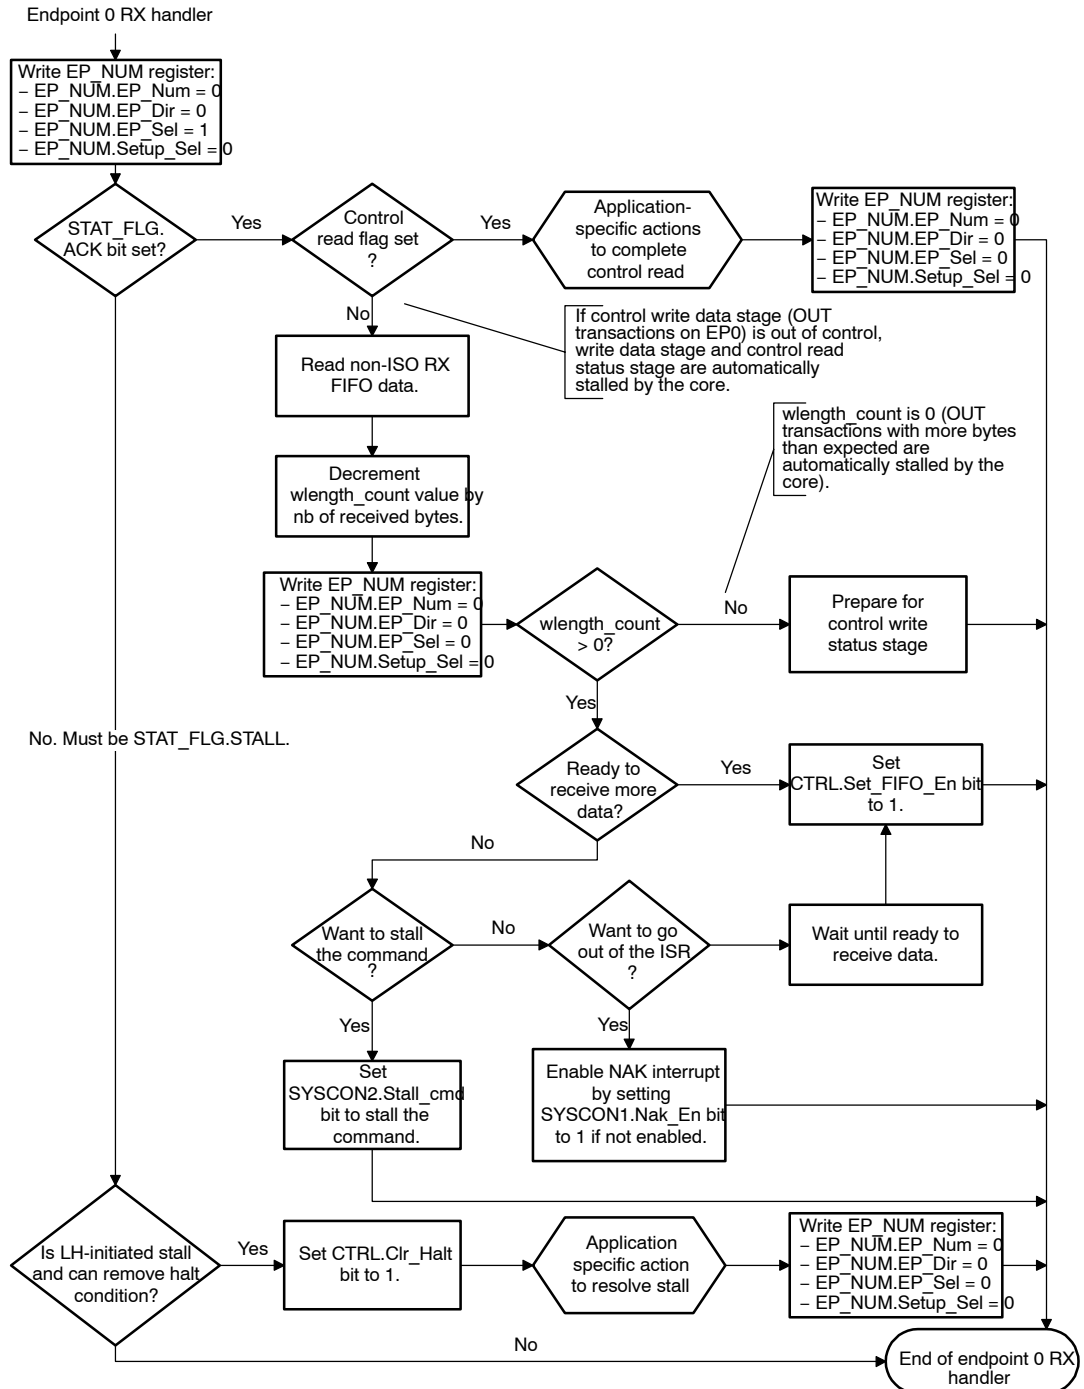 Endpoint 0 RX handler
Write EP_NUM register:
− EP_NUM.EP_Num = 0
− EP_NUM.EP_Dir = 0
− EP_NUM.EP_Sel = 1
− EP_NUM.Setup_Sel = 0
STAT_FLG.
ACK bit set?
Yes
Control
read flag set
?
Yes
Application-
specific actions
to complete
control read
Write EP_NUM register:
− EP_NUM.EP_Num = 0
− EP_NUM.EP_Dir = 0
− EP_NUM.EP_Sel = 0
− EP_NUM.Setup_Sel = 0
No
If control write data stage (OUT
transactions on EP0) is out of control,
write data stage and control read
status stage are automatically
stalled by the core.
Read non-ISO RX
FIFO data.
wlength_count is 0 (OUT
transactions with more bytes
than expected are
automatically stalled by the
core).
Decrement
wlength_count value by
nb of received bytes.
Write EP_NUM register:
− EP_NUM.EP_Num = 0
− EP_NUM.EP_Dir = 0
− EP_NUM.EP_Sel = 0
− EP_NUM.Setup_Sel = 0
wlength_count
> 0?
No
Prepare for
control write
status stage
Yes
No. Must be STAT_FLG.STALL.
Ready to
receive more
data?
Yes
Set
CTRL.Set_FIFO_En bit
to 1.
No
Want to stall
the command
?
No
Want to go
out of the ISR
?
Wait until ready to
receive data.
Yes
Yes
Set
SYSCON2.Stall_cmd
bit to stall the
command.
Enable NAK interrupt
by setting
SYSCON1.Nak_En bit
to 1 if not enabled.
Is LH-initiated stall
and can remove halt
condition?
Yes
Set CTRL.Clr_Halt
bit to 1.
Application
specific action
to resolve stall
Write EP_NUM register:
− EP_NUM.EP_Num = 0
− EP_NUM.EP_Dir = 0
− EP_NUM.EP_Sel = 0
− EP_NUM.Setup_Sel = 0
No
End of endpoint 0 RX
handler